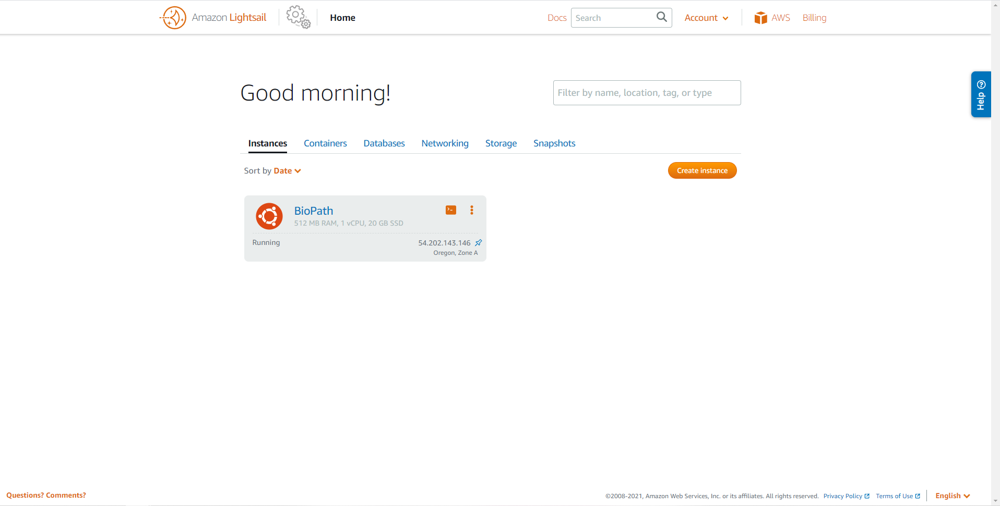 Amazon Lightsail
Home
Docs
Search
Account
AWS
Billing
Good morning!
Filter by name, location, tag, or type
Help
Instances
Containers
Databases
Networking
Storage
Snapshots
Sort by Date
Create instance
BioPath
512 MB RAM, 1 vCPU, 20 GB SSD
Running
54.202.143.146
Oregon, Zone A
Questions? Comments?
©2008-2021, Amazon Web Services, Inc. or its affiliates. All rights reserved.
Privacy Policy
Terms of Use
English